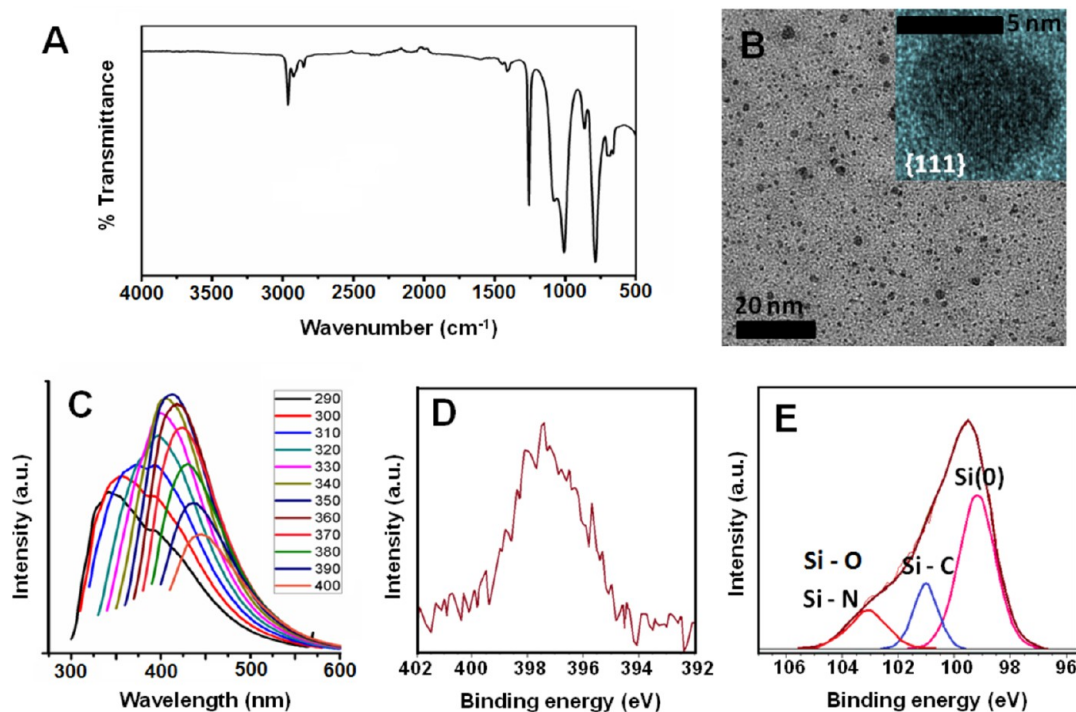 A
% Transmittance
4000 3500 3000 2500 2000 1500 1000 500
Wavenumber (cm⁻¹)
B
5 nm
{111}
20 nm
C
290
300
310
320
330
340
350
360
370
380
390
400
Intensity (a.u.)
300 350 400 450 500 550 600
Wavelength (nm)
D
Intensity (a.u.)
402 400 398 396 394 392
Binding energy (eV)
E
Si(0)
Si - O
Si - C
Si - N
Intensity (a.u.)
106 104 102 100 98 96
Binding energy (eV)